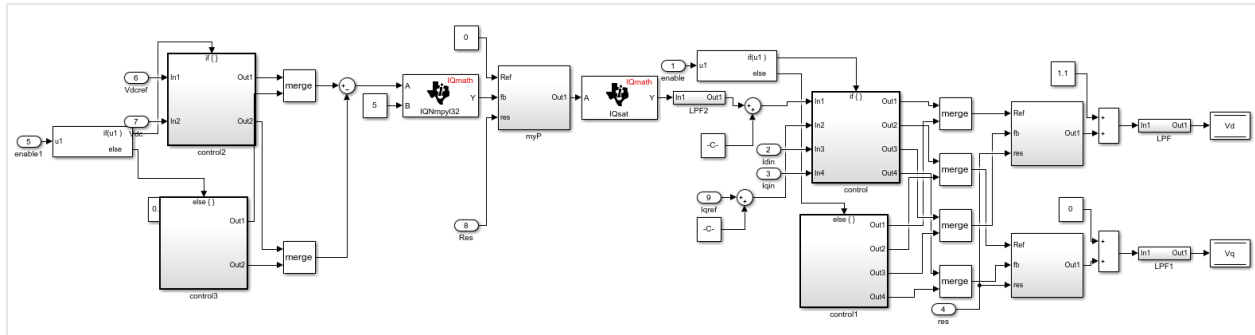 6
Vdcref
7
Vdc
5
enable1
u1
if(u1 )
else
if { }
In1
In2
Out1
Out2
control2
else { }
0.
Out1
Out2
control3
merge
merge
+
-
5
IQmath
A
B
Y
IQNmpyI32
0
Ref
fb
res
Out1
myP
8
Res
IQmath
A
Y
IQsat
In1 Out1
LPF2
1
enable
u1
if(u1 )
else
+
+
-C-
2
Idin
3
Iqin
9
Iqref
+
+
-C-
if { }
In1
In2
In3
In4
Out1
Out2
Out3
Out4
control
else { }
Out1
Out2
Out3
Out4
control1
merge
merge
merge
merge
4
res
Ref
fb
res
Out1
Ref
fb
res
Out1
1.1
+
+
In1 Out1
LPF
Vd
0
+
+
In1 Out1
LPF1
Vq